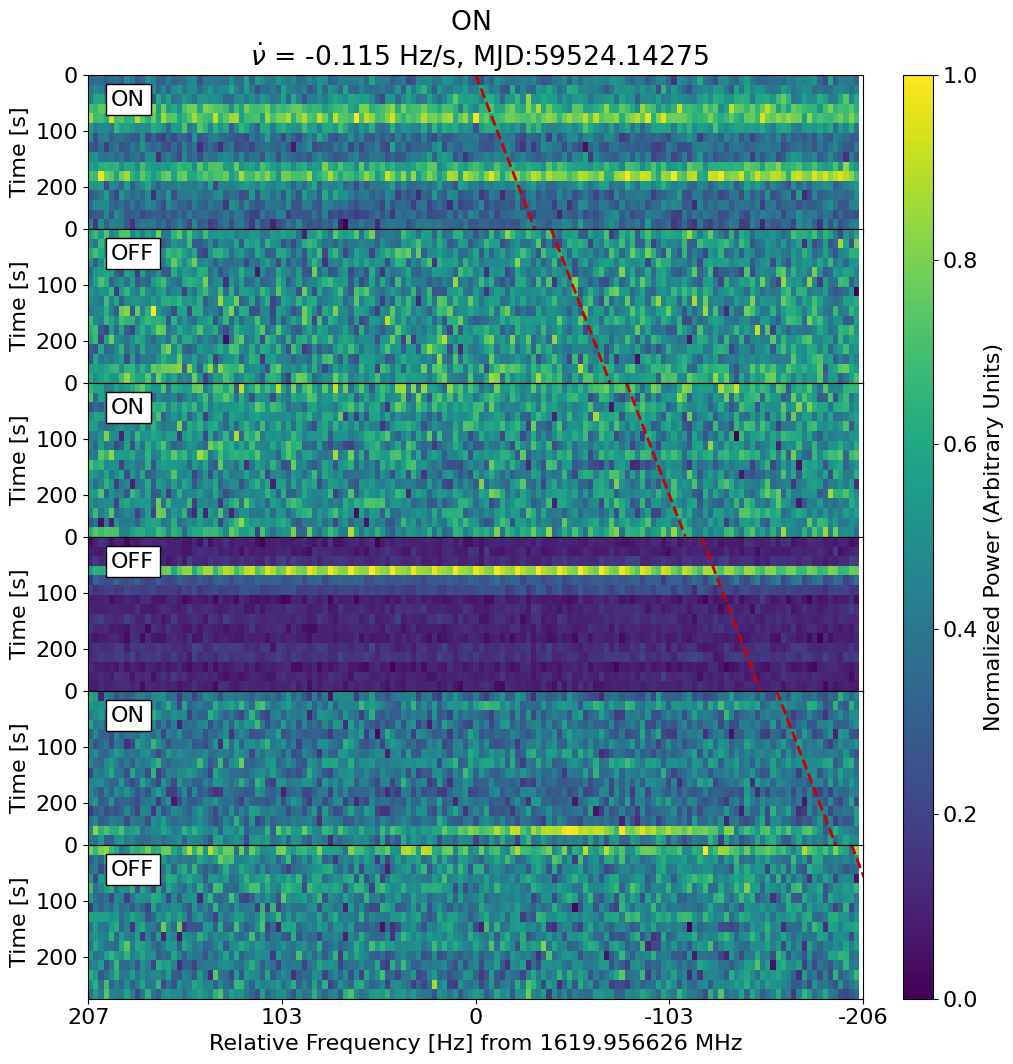 ON
ν̇ = -0.115 Hz/s, MJD:59524.14275
0
ON
100
Time [s]
200
0
OFF
100
Time [s]
200
0
ON
100
Time [s]
200
0
OFF
100
Time [s]
200
0
ON
100
Time [s]
200
0
OFF
100
Time [s]
200
207 103 0 -103 -206
Relative Frequency [Hz] from 1619.956626 MHz
1.0
0.8
0.6
0.4
0.2
0.0
Normalized Power (Arbitrary Units)